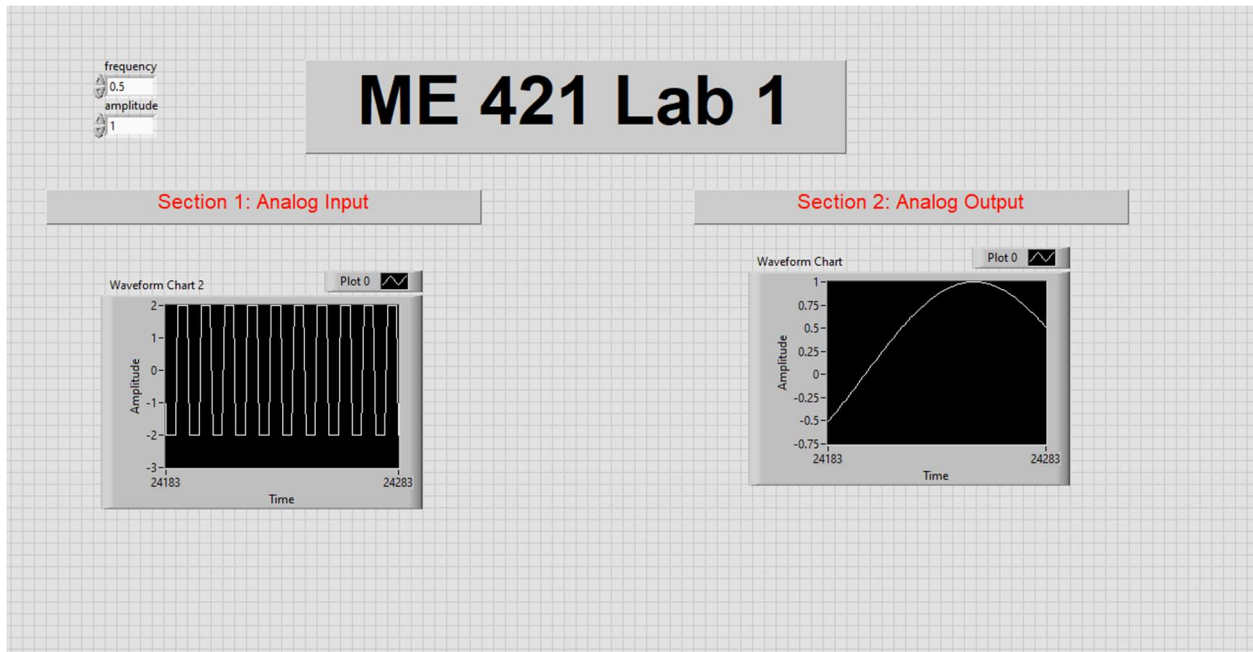 frequency
0.5
amplitude
1
ME 421 Lab 1
Section 1: Analog Input
Waveform Chart 2
Plot 0
2
1
0
-1
-2
-3
Amplitude
24183
24283
Time
Section 2: Analog Output
Waveform Chart
Plot 0
1
0.75
0.5
0.25
0
-0.25
-0.5
-0.75
Amplitude
24183
24283
Time